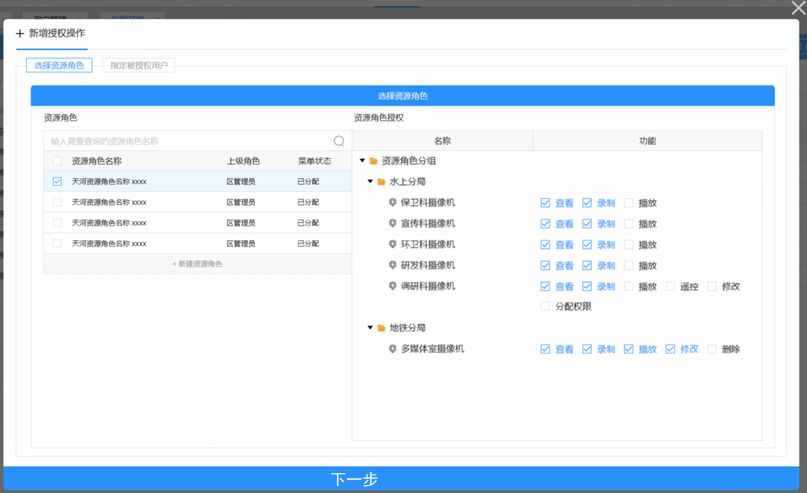 新增授权操作
选择资源角色 指定被授权用户
选择资源角色
资源角色 资源角色授权
输入需要查询的资源角色名称 名称 功能
资源角色名称 上级角色 菜单状态
资源角色分组
天河资源角色名称 xxxx 区管理员 已分配
水上分局
天河资源角色名称 xxxx 区管理员 已分配
保卫科摄像机 查看 录制 播放
天河资源角色名称 xxxx 区管理员 已分配
宣传科摄像机 查看 录制 播放
天河资源角色名称 xxxx 区管理员 已分配
环卫科摄像机 查看 录制 播放
+ 新建资源角色
研发科摄像机 查看 录制 播放
调研科摄像机 查看 录制 播放 遥控 修改
分配权限
地铁分局
多媒体室摄像机 查看 录制 播放 修改 删除
下一步